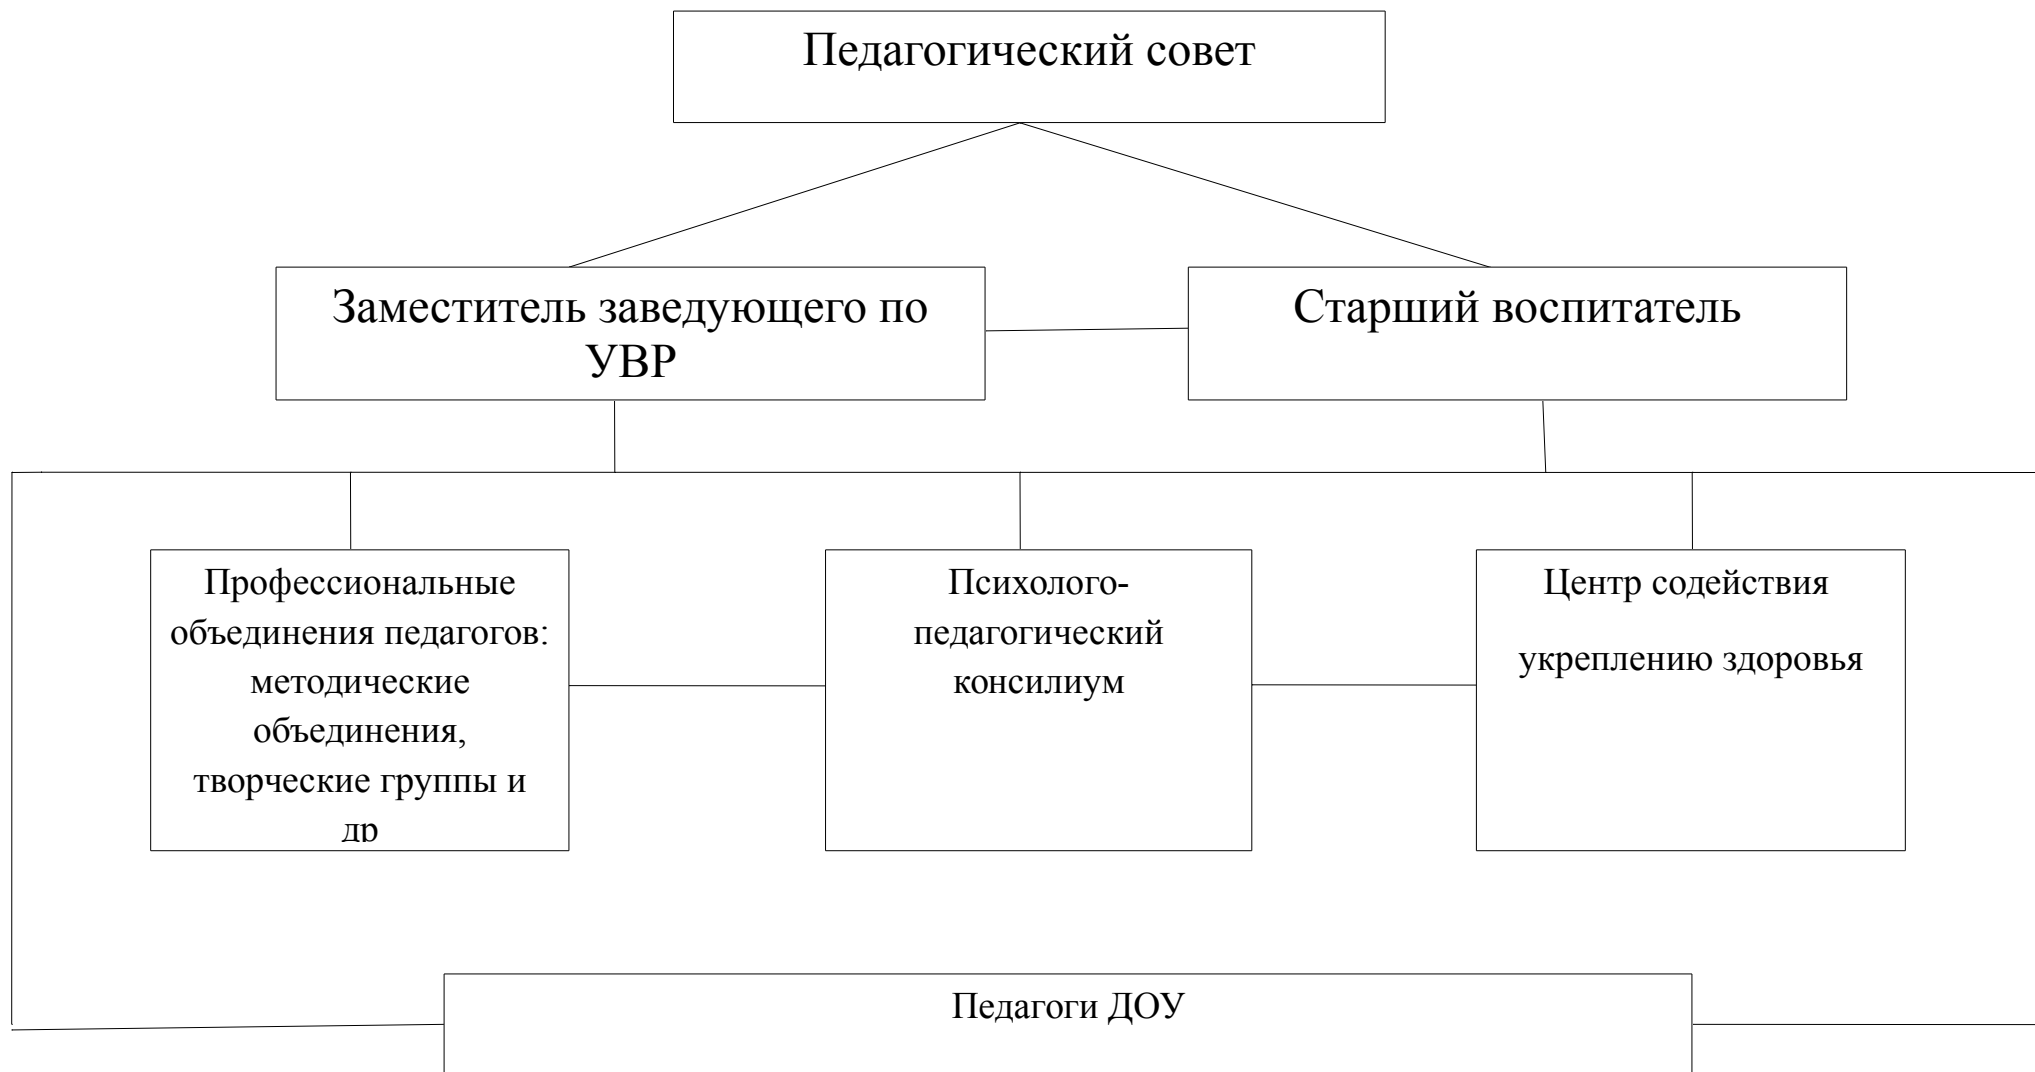 Педагогический совет
Заместитель заведующего по
УВР
Старший воспитатель
Профессиональные
объединения педагогов:
методические
объединения,
творческие группы и
др
Психолого-
педагогический
консилиум
Центр содействия
укреплению здоровья
Педагоги ДОУ